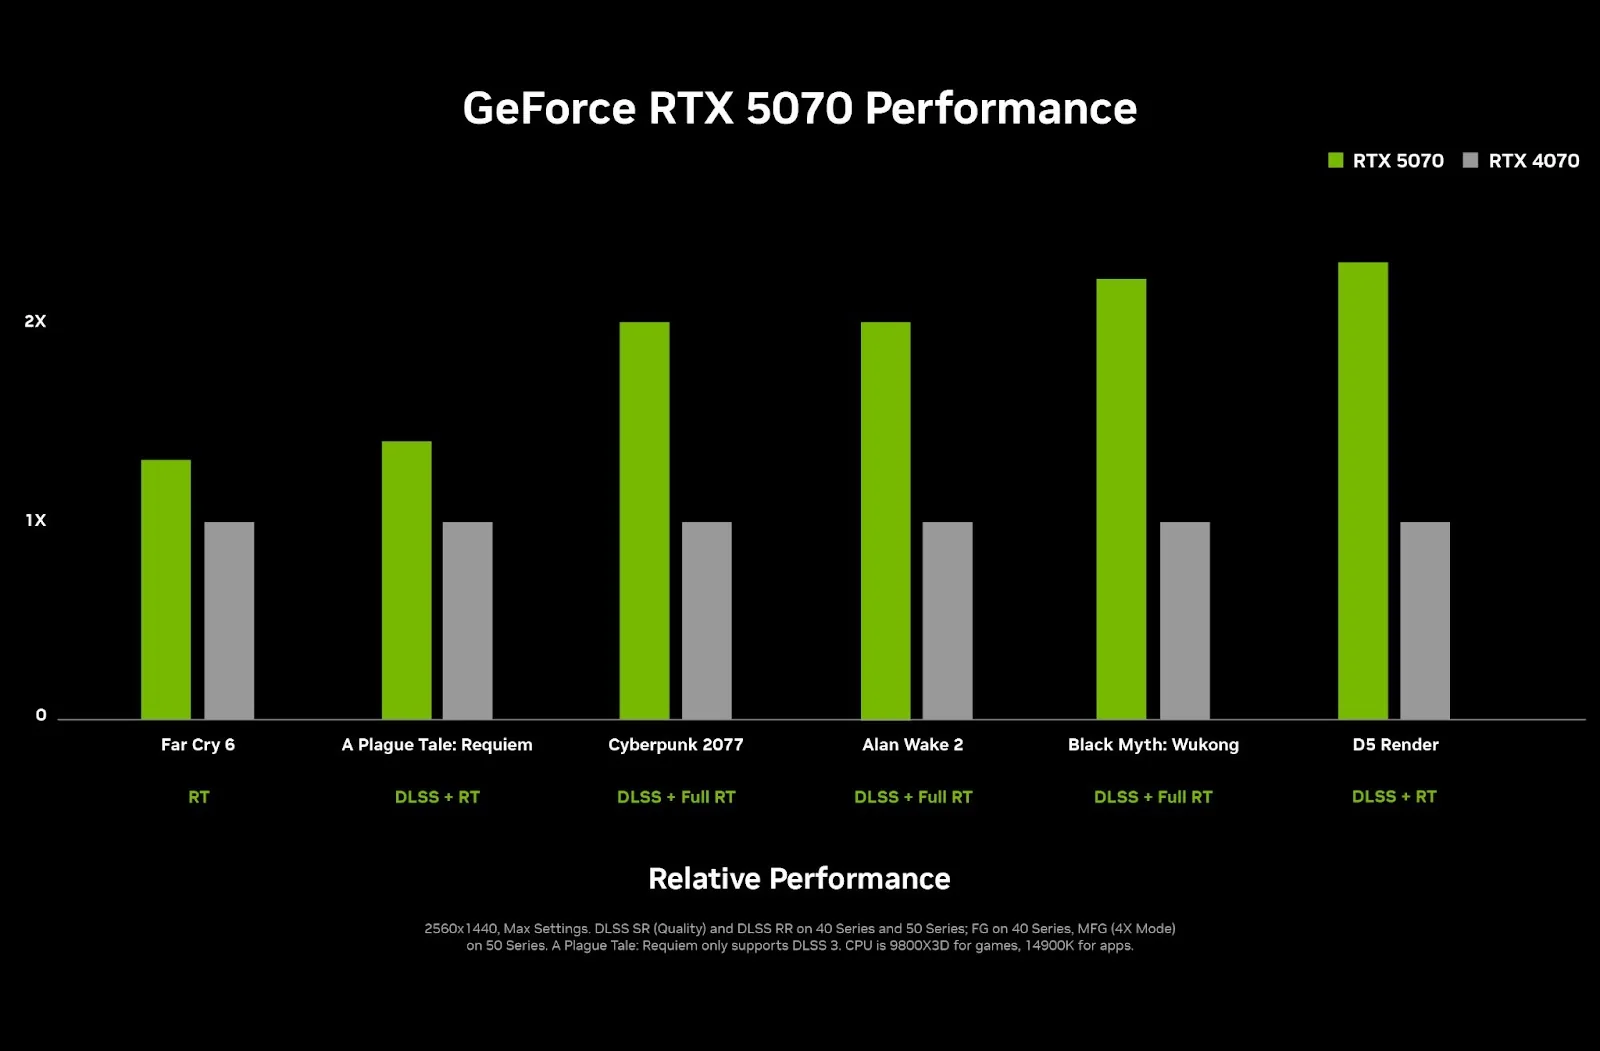 GeForce RTX 5070 Performance
RTX 5070 RTX 4070
2X
1X
0
Far Cry 6 A Plague Tale: Requiem Cyberpunk 2077 Alan Wake 2 Black Myth: Wukong D5 Render
RT DLSS + RT DLSS + Full RT DLSS + Full RT DLSS + Full RT DLSS + RT
Relative Performance
2560x1440, Max Settings. DLSS SR (Quality) and DLSS RR on 40 Series and 50 Series; FG on 40 Series, MFG (4X Mode)
on 50 Series. A Plague Tale: Requiem only supports DLSS 3. CPU is 9800X3D for games, 14900K for apps.